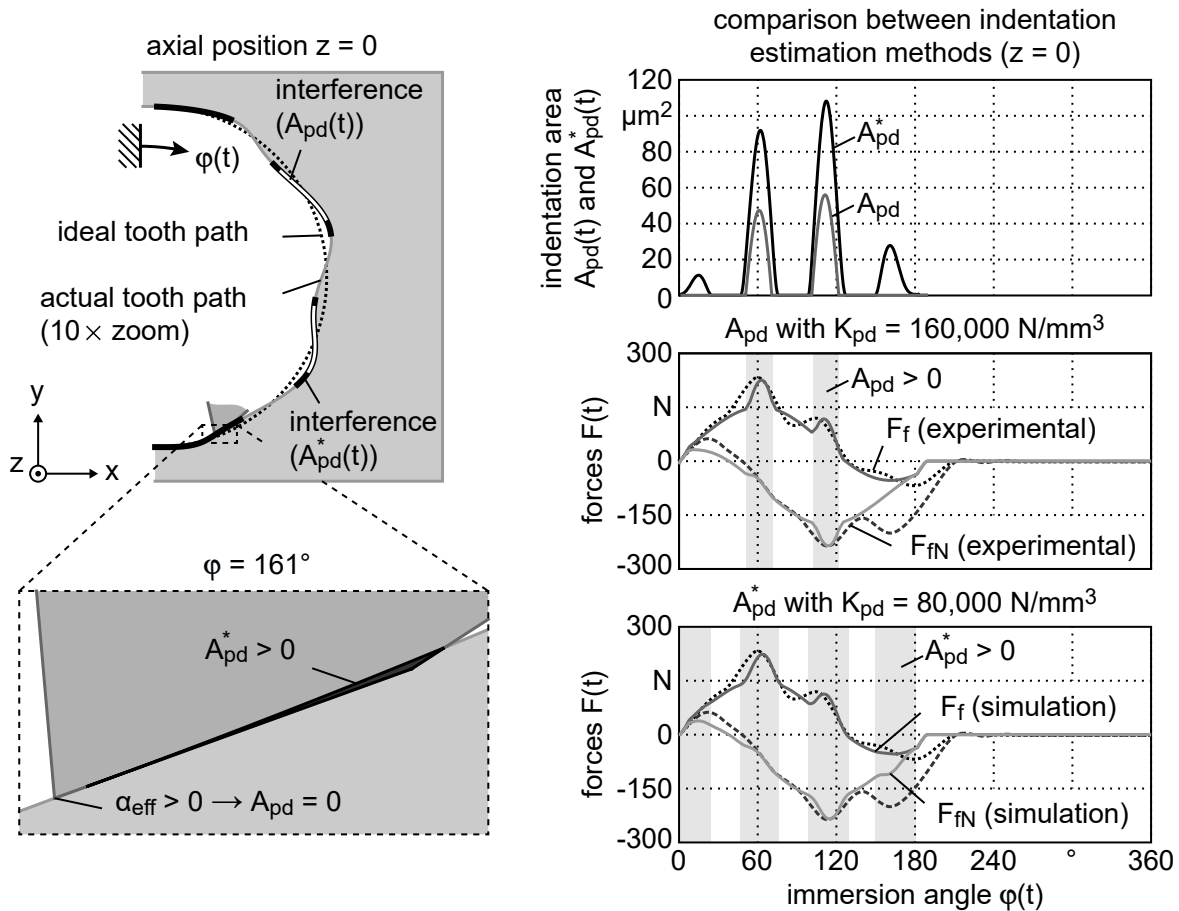 axial position z = 0
interference
(A_pd(t))
φ(t)
ideal tooth path
actual tooth path
(10 × zoom)
interference
(A*_pd(t))
y
z
x
φ = 161°
A*_pd > 0
α_eff > 0 → A_pd = 0
comparison between indentation
estimation methods (z = 0)
indentation area
A_pd(t) and A*_pd(t)
120
µm²
80
60
40
20
0
A*_pd
A_pd
A_pd with K_pd = 160,000 N/mm³
forces F(t)
300
N
0
-150
-300
A_pd > 0
F_f (experimental)
F_fN (experimental)
A*_pd with K_pd = 80,000 N/mm³
forces F(t)
300
N
0
-150
-300
A*_pd > 0
F_f (simulation)
F_fN (simulation)
0 60 120 180 240 ° 360
immersion angle φ(t)